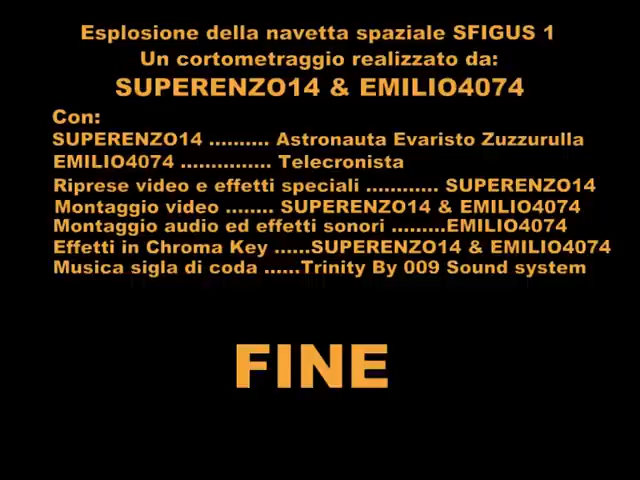 Esplosione della navetta spaziale SFIGUS 1
Un cortometraggio realizzato da:
SUPERENZO14 & EMILIO4074
Con:
SUPERENZO14 .......... Astronauta Evaristo Zuzzurulla
EMILIO4074 ............... Telecronista
Riprese video e effetti speciali ............ SUPERENZO14
Montaggio video ........ SUPERENZO14 & EMILIO4074
Montaggio audio ed effetti sonori .........EMILIO4074
Effetti in Chroma Key ......SUPERENZO14 & EMILIO4074
Musica sigla di coda ......Trinity By 009 Sound system
FINE